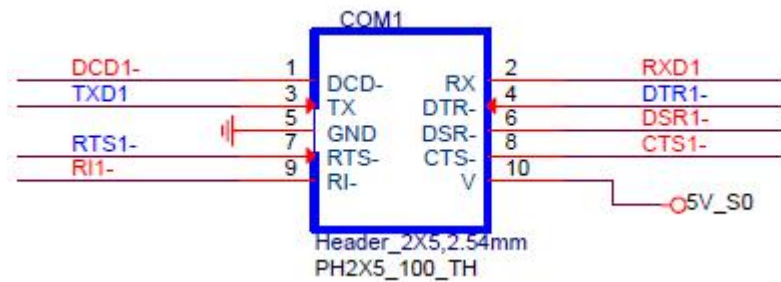 COM1
DCD1- 1 DCD- RX 2 RXD1
TXD1 3 TX DTR- 4 DTR1-
5 GND DSR- 6 DSR1-
RTS1- 7 RTS- CTS- 8 CTS1-
RI1- 9 RI- V 10
5V_S0
Header_2X5,2.54mm
PH2X5_100_TH